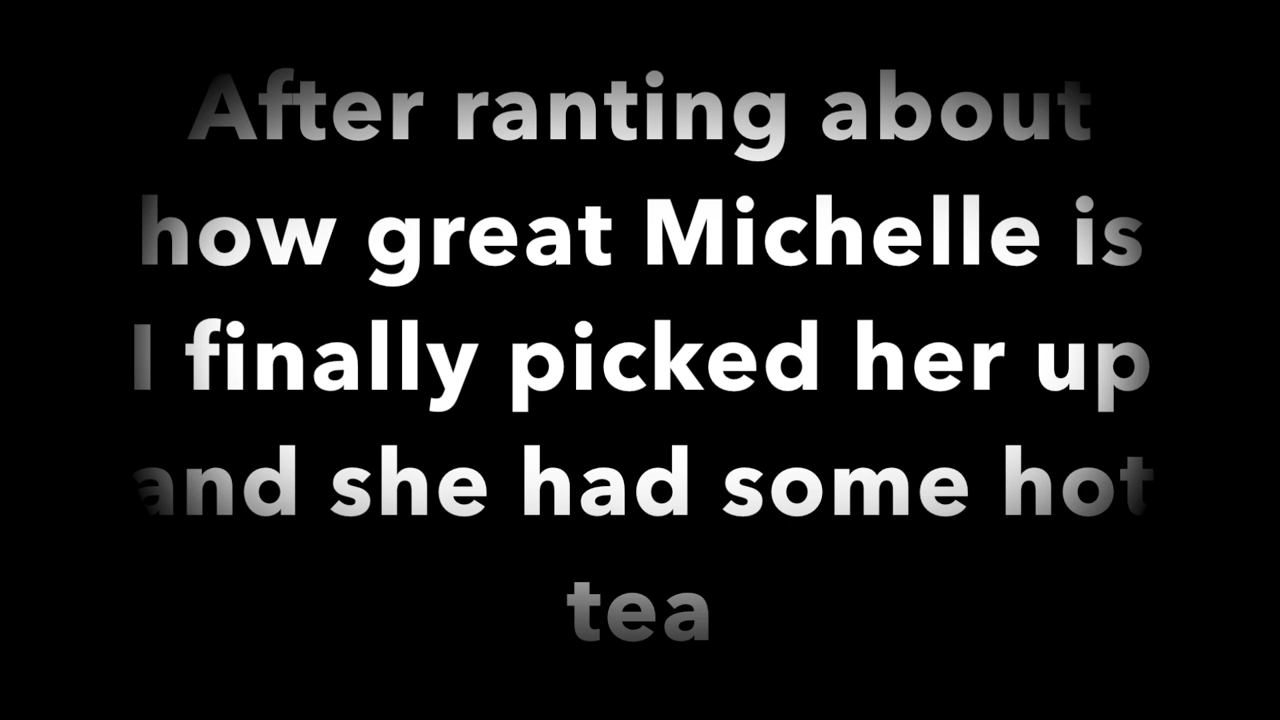 After ranting about
how great Michelle is
I finally picked her up
and she had some hot
tea